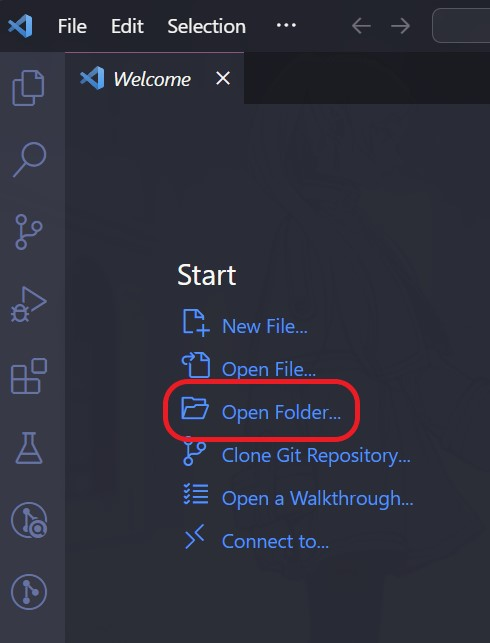 File Edit Selection ···
Welcome
Start
New File...
Open File...
Open Folder...
Clone Git Repository...
Open a Walkthrough...
Connect to...